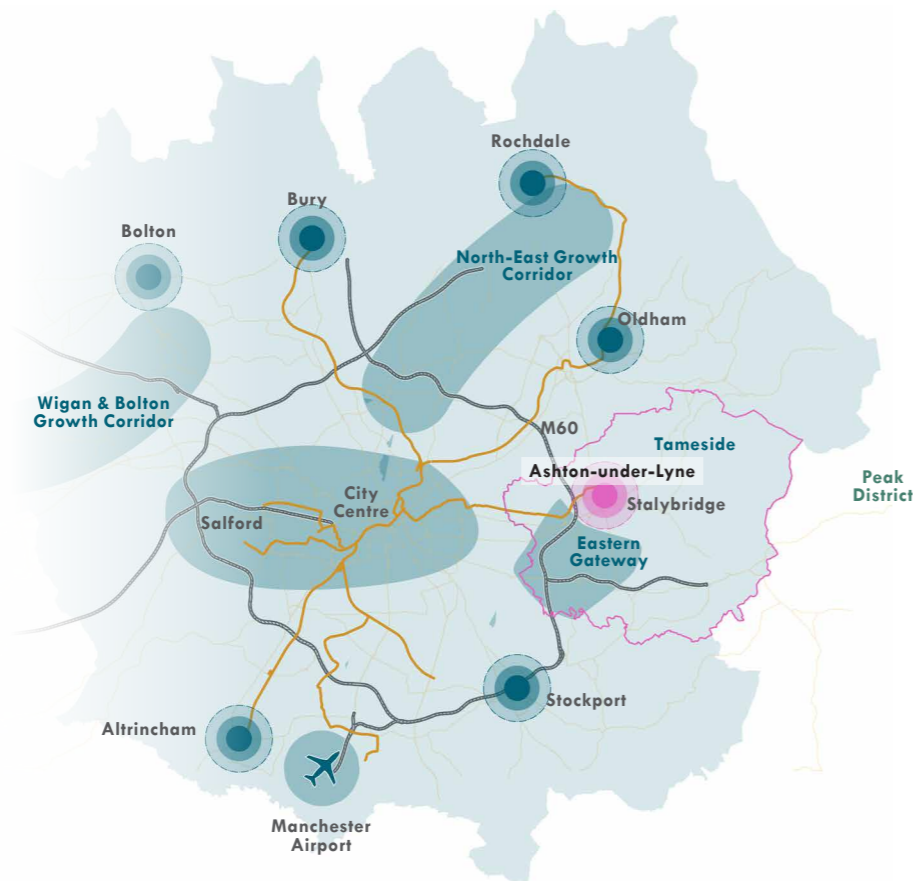 Rochdale
Bury
Bolton
North-East Growth
Corridor
Oldham
Wigan & Bolton
Growth Corridor
M60
Tameside
Ashton-under-Lyne
Peak
District
City
Centre
Stalybridge
Salford
Eastern
Gateway
Stockport
Altrincham
Manchester
Airport